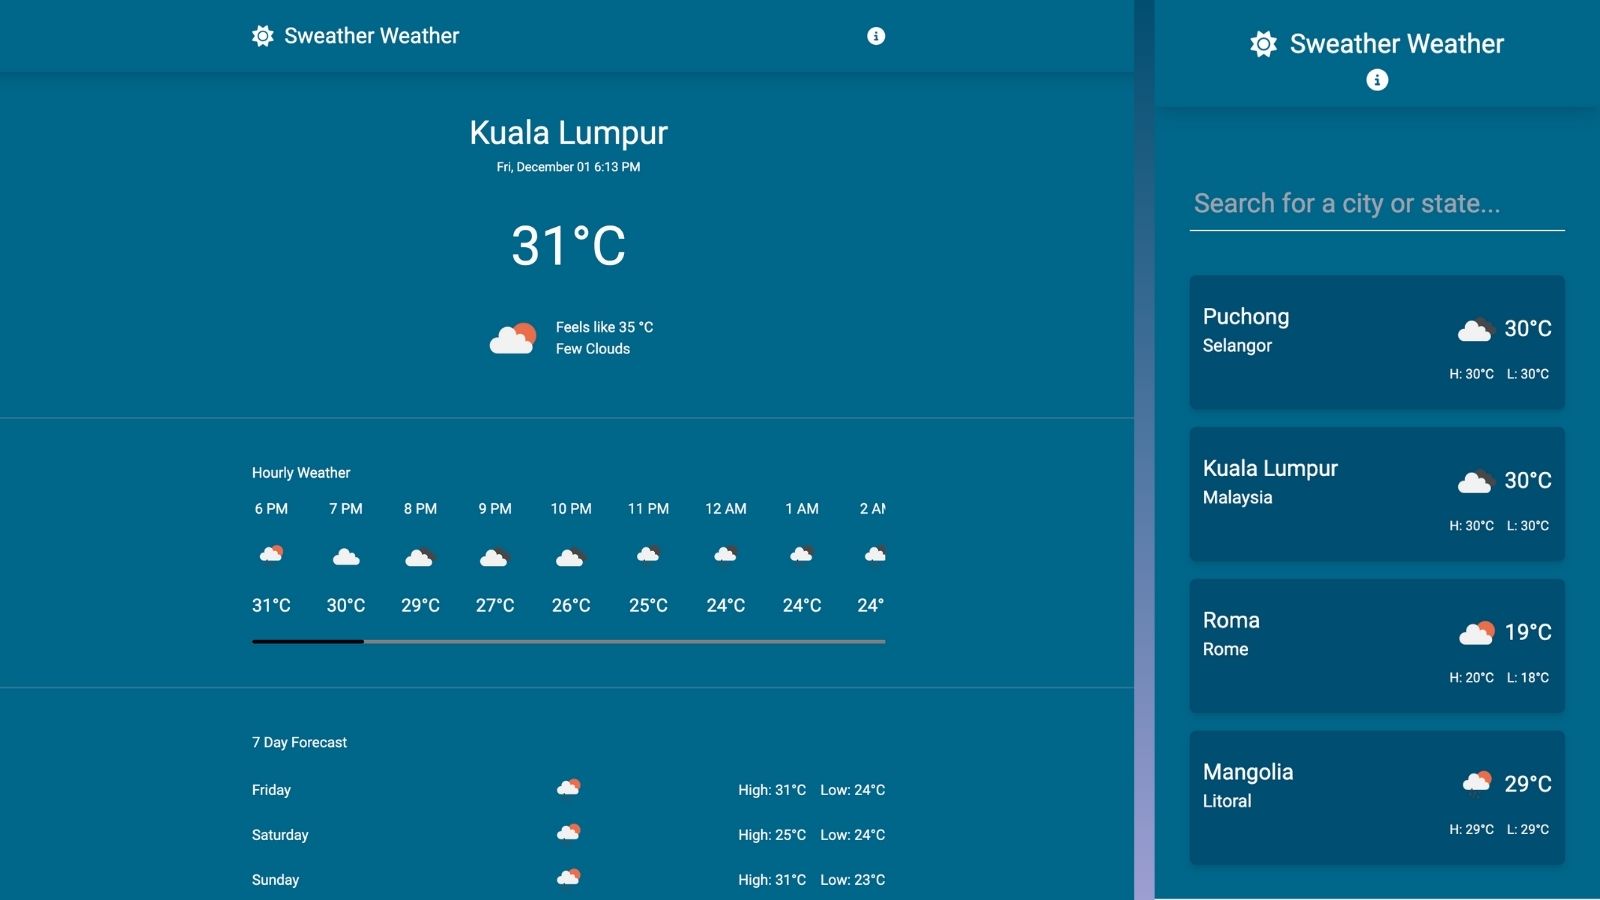 Sweather Weather
Kuala Lumpur
Fri, December 01 6:13 PM
31°C
Feels like 35 °C
Few Clouds
Hourly Weather
6 PM 7 PM 8 PM 9 PM 10 PM 11 PM 12 AM 1 AM 2 AM
31°C 30°C 29°C 27°C 26°C 25°C 24°C 24°C 24°
7 Day Forecast
Friday High: 31°C Low: 24°C
Saturday High: 25°C Low: 24°C
Sunday High: 31°C Low: 23°C
Sweather Weather
Search for a city or state...
Puchong 30°C
Selangor
H: 30°C L: 30°C
Kuala Lumpur 30°C
Malaysia
H: 30°C L: 30°C
Roma 19°C
Rome
H: 20°C L: 18°C
Mangolia 29°C
Litoral
H: 29°C L: 29°C